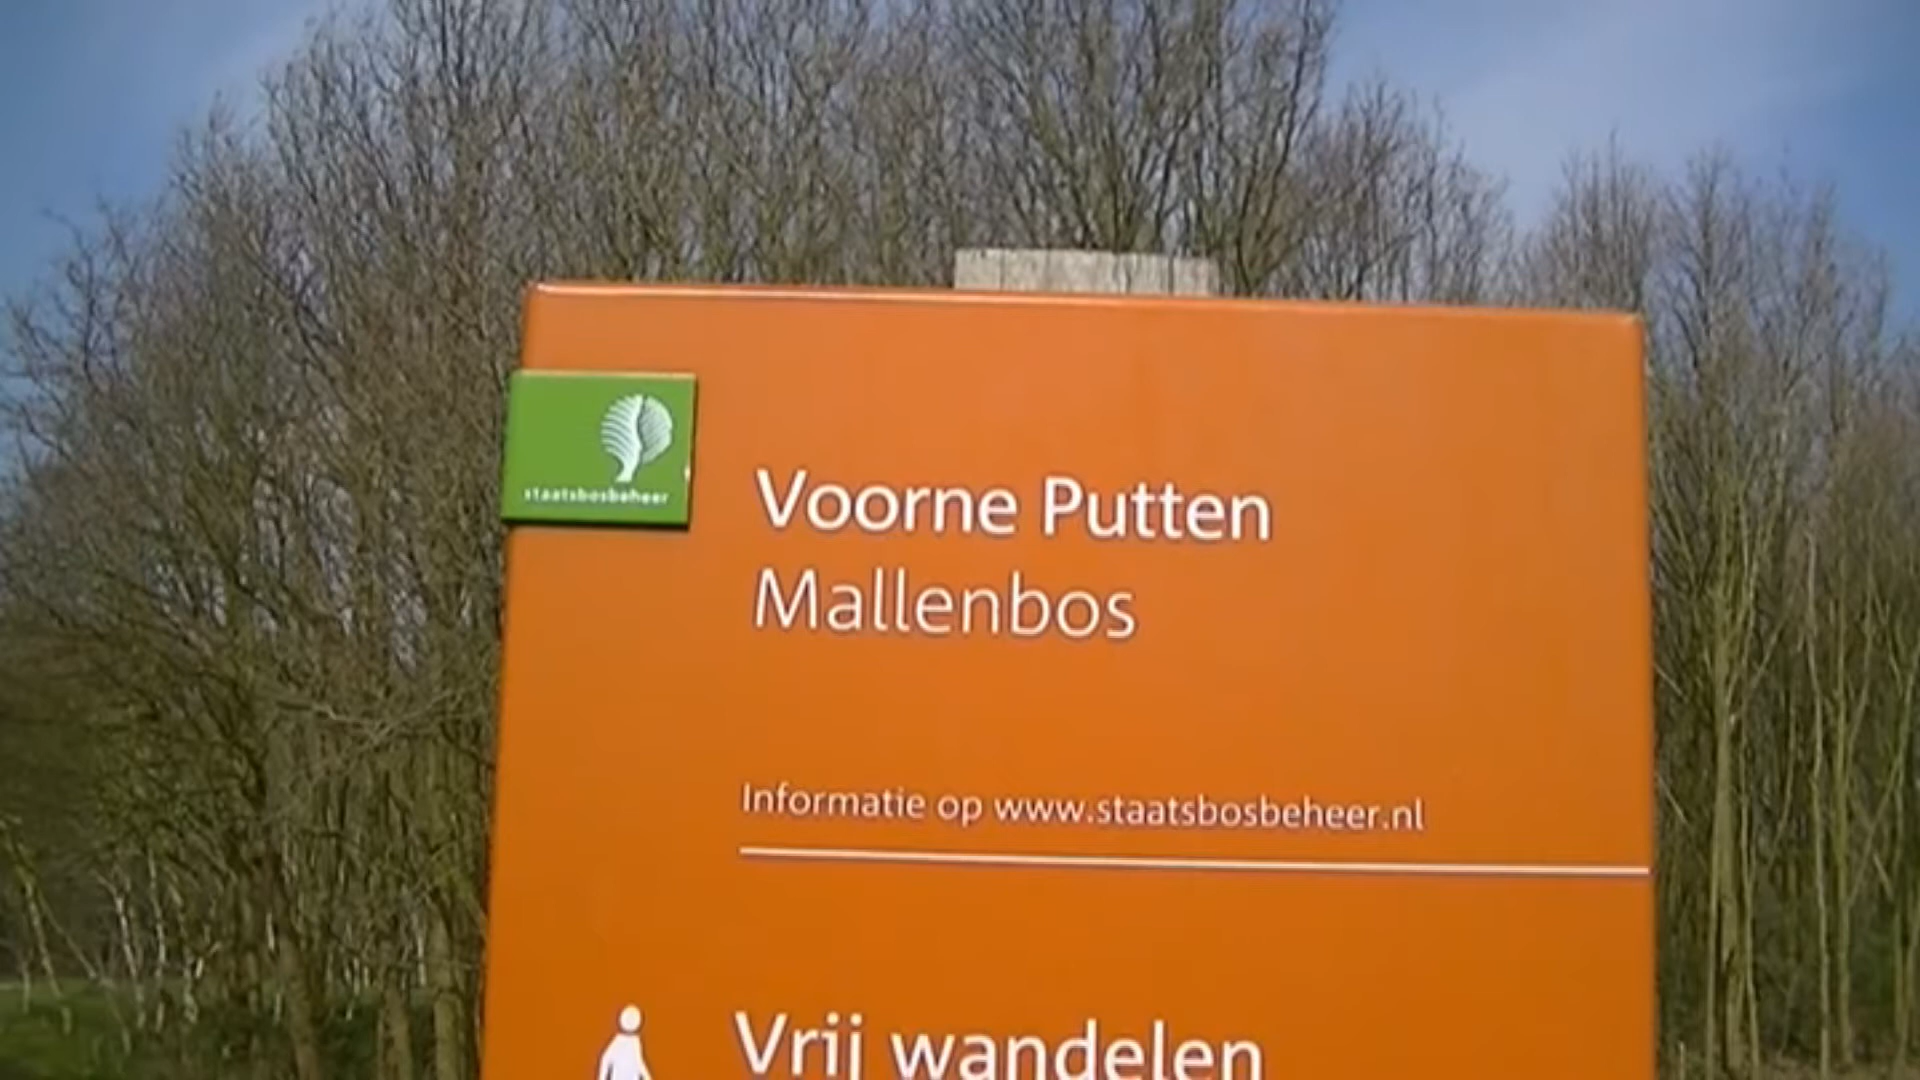 staatsbosbeheer
Voorne Putten
Mallenbos
Informatie op www.staatsbosbeheer.nl
Vrij wandelen